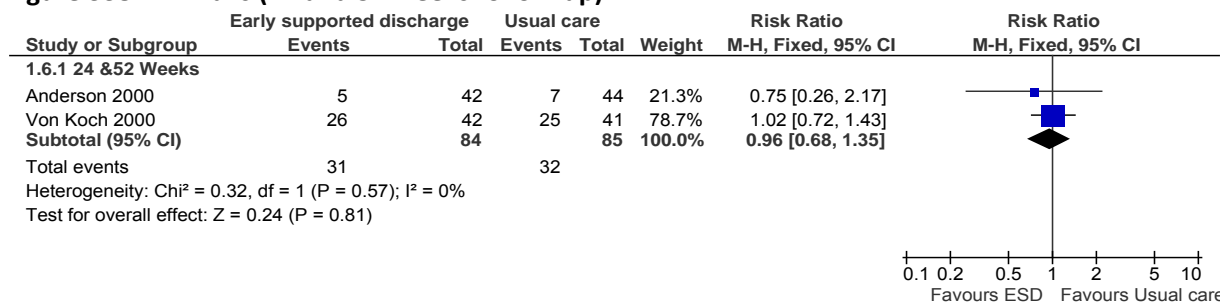 Early supported discharge Usual care Risk Ratio Risk Ratio
Study or Subgroup Events Total Events Total Weight M-H, Fixed, 95% CI M-H, Fixed, 95% CI
1.6.1 24 &52 Weeks
Anderson 2000 5 42 7 44 21.3% 0.75 [0.26, 2.17]
Von Koch 2000 26 42 25 41 78.7% 1.02 [0.72, 1.43]
Subtotal (95% CI) 84 85 100.0% 0.96 [0.68, 1.35]
Total events 31 32
Heterogeneity: Chi² = 0.32, df = 1 (P = 0.57); I² = 0%
Test for overall effect: Z = 0.24 (P = 0.81)
0.1 0.2 0.5 1 2 5 10
Favours ESD Favours Usual care